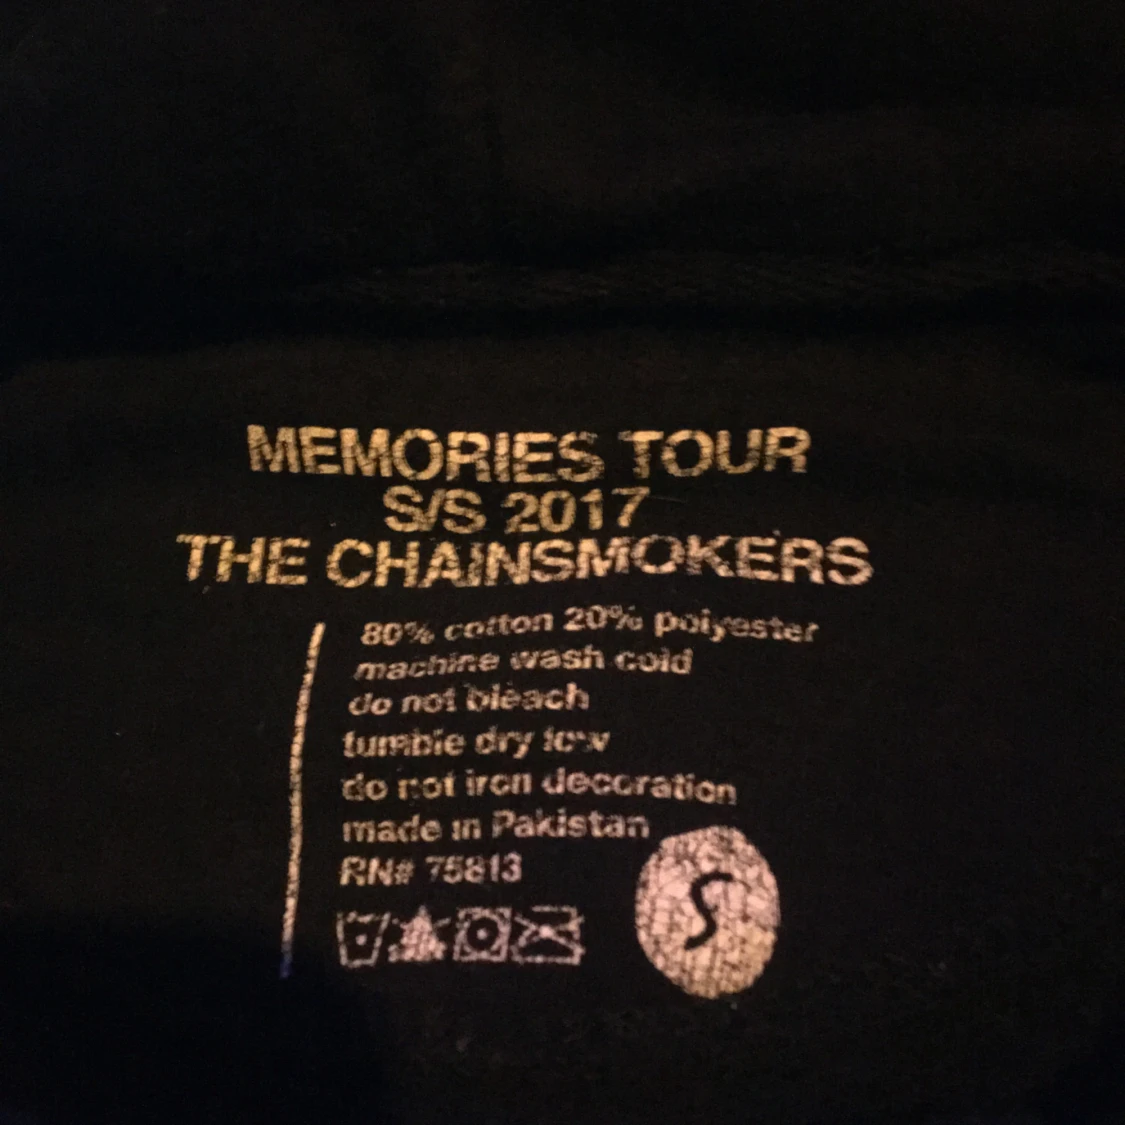 MEMORIES TOUR
S/S 2017
THE CHAINSMOKERS
80% cotton 20% polyester
machine wash cold
do not bleach
tumble dry low
do not iron decoration
made in Pakistan
RN# 75813
S